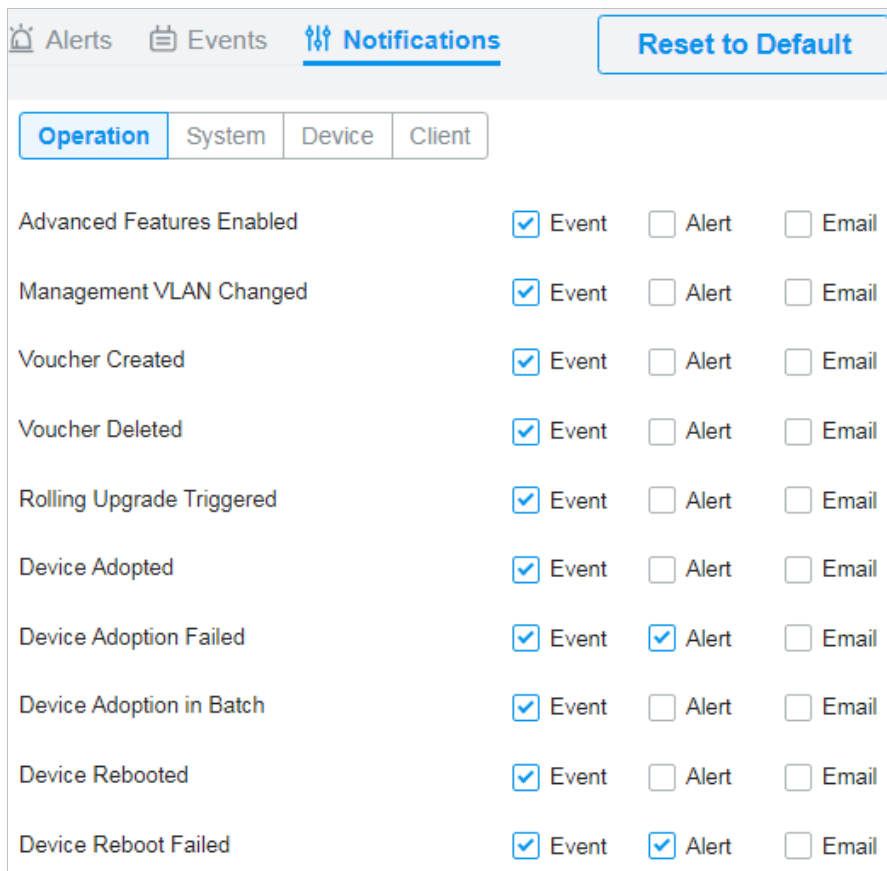 Alerts Events Notifications Reset to Default
Operation System Device Client
Advanced Features Enabled Event Alert Email
Management VLAN Changed Event Alert Email
Voucher Created Event Alert Email
Voucher Deleted Event Alert Email
Rolling Upgrade Triggered Event Alert Email
Device Adopted Event Alert Email
Device Adoption Failed Event Alert Email
Device Adoption in Batch Event Alert Email
Device Rebooted Event Alert Email
Device Reboot Failed Event Alert Email